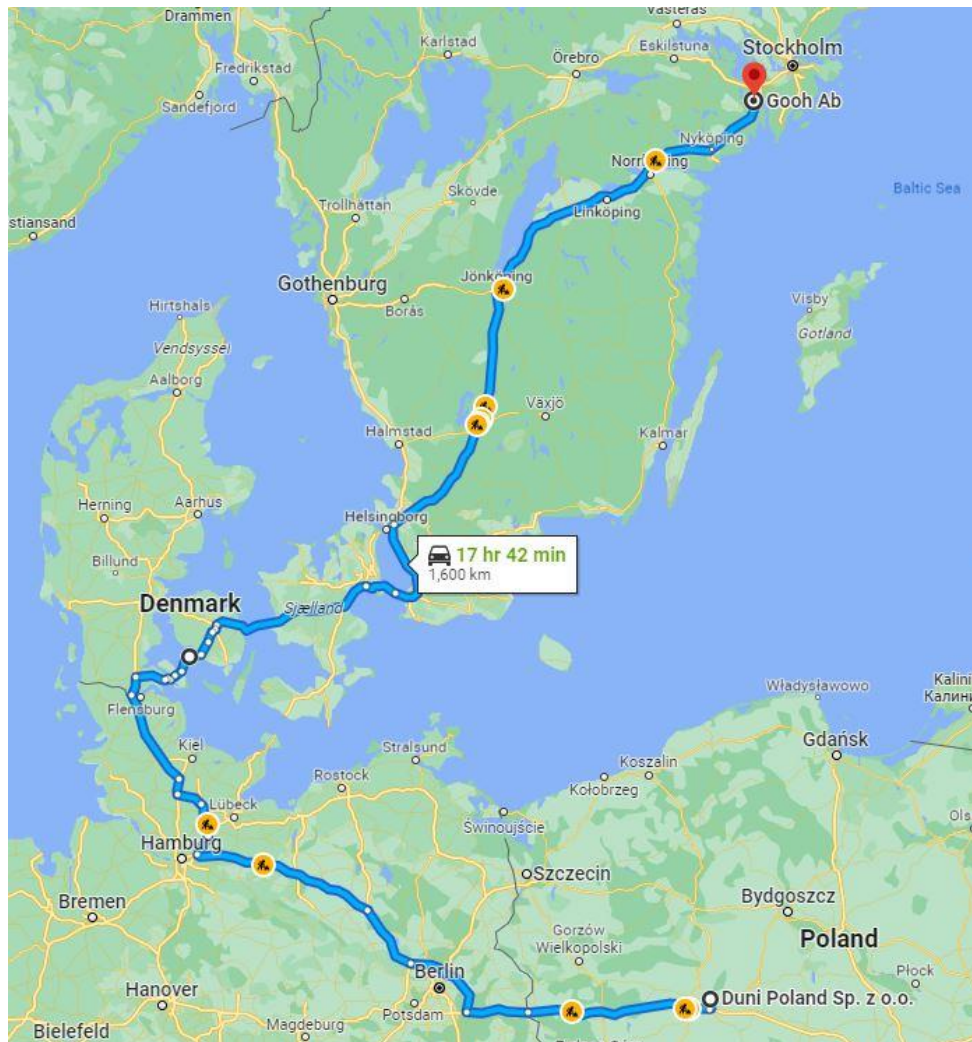 Drammen
Västerås
Karlstad
Örebro
Eskilstuna
Stockholm
Fredrikstad
Sandefjord
Gooh Ab
Nyköping
Skövde
Baltic Sea
Trollhättan
Linköping
stiansand
Jönköping
Gothenburg
Borås
Visby
Gotland
Hirtshals
Vendsyssel
Aalborg
Växjö
Halmstad
Kalmar
Herning
Aarhus
Helsingborg
17 hr 42 min
1,600 km
Billund
Denmark
Sjælland
Władysławowo
Kalini
Калини
Flensburg
Gdańsk
Kiel
Stralsund
Koszalin
Rostock
Kołobrzeg
Lübeck
Świnoujście
Ols
Hamburg
Szczecin
Bremen
Bydgoszcz
Gorzów
Wielkopolski
Poland
Berlin
Płock
Hanover
Potsdam
Duni Poland Sp. z o.o.
Magdeburg
Bielefeld